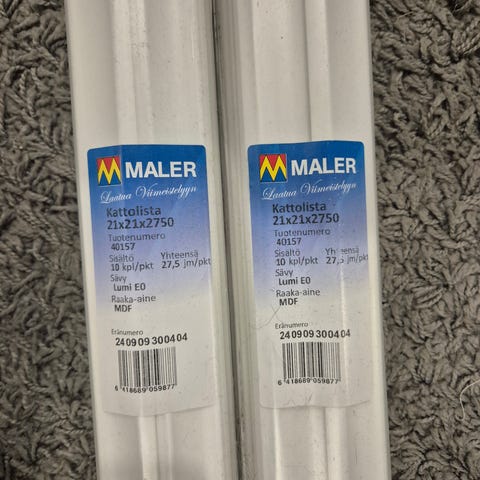 MALER
Laatua Viimeistelyyn
Kattolista
21x21x2750
Tuotenumero
40157
Sisältö Yhteensä
10 kpl/pkt 27,5 jm/pkt
Sävy
Lumi E0
Raaka-aine
MDF
Eränumero
240909300404
6 418689 059877
MALER
Laatua Viimeistelyyn
Kattolista
21x21x2750
Tuotenumero
40157
Sisältö
10 kpl/pkt 27,5 jm/pkt
Sävy
Lumi E0
Raaka-aine
MDF
Eränumero
240909300404
6 418689 059877